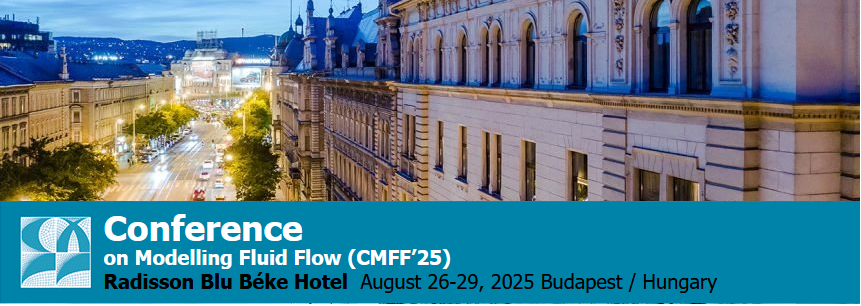 Conference
on Modelling Fluid Flow (CMFF’25)
Radisson Blu Béke Hotel August 26-29, 2025 Budapest / Hungary